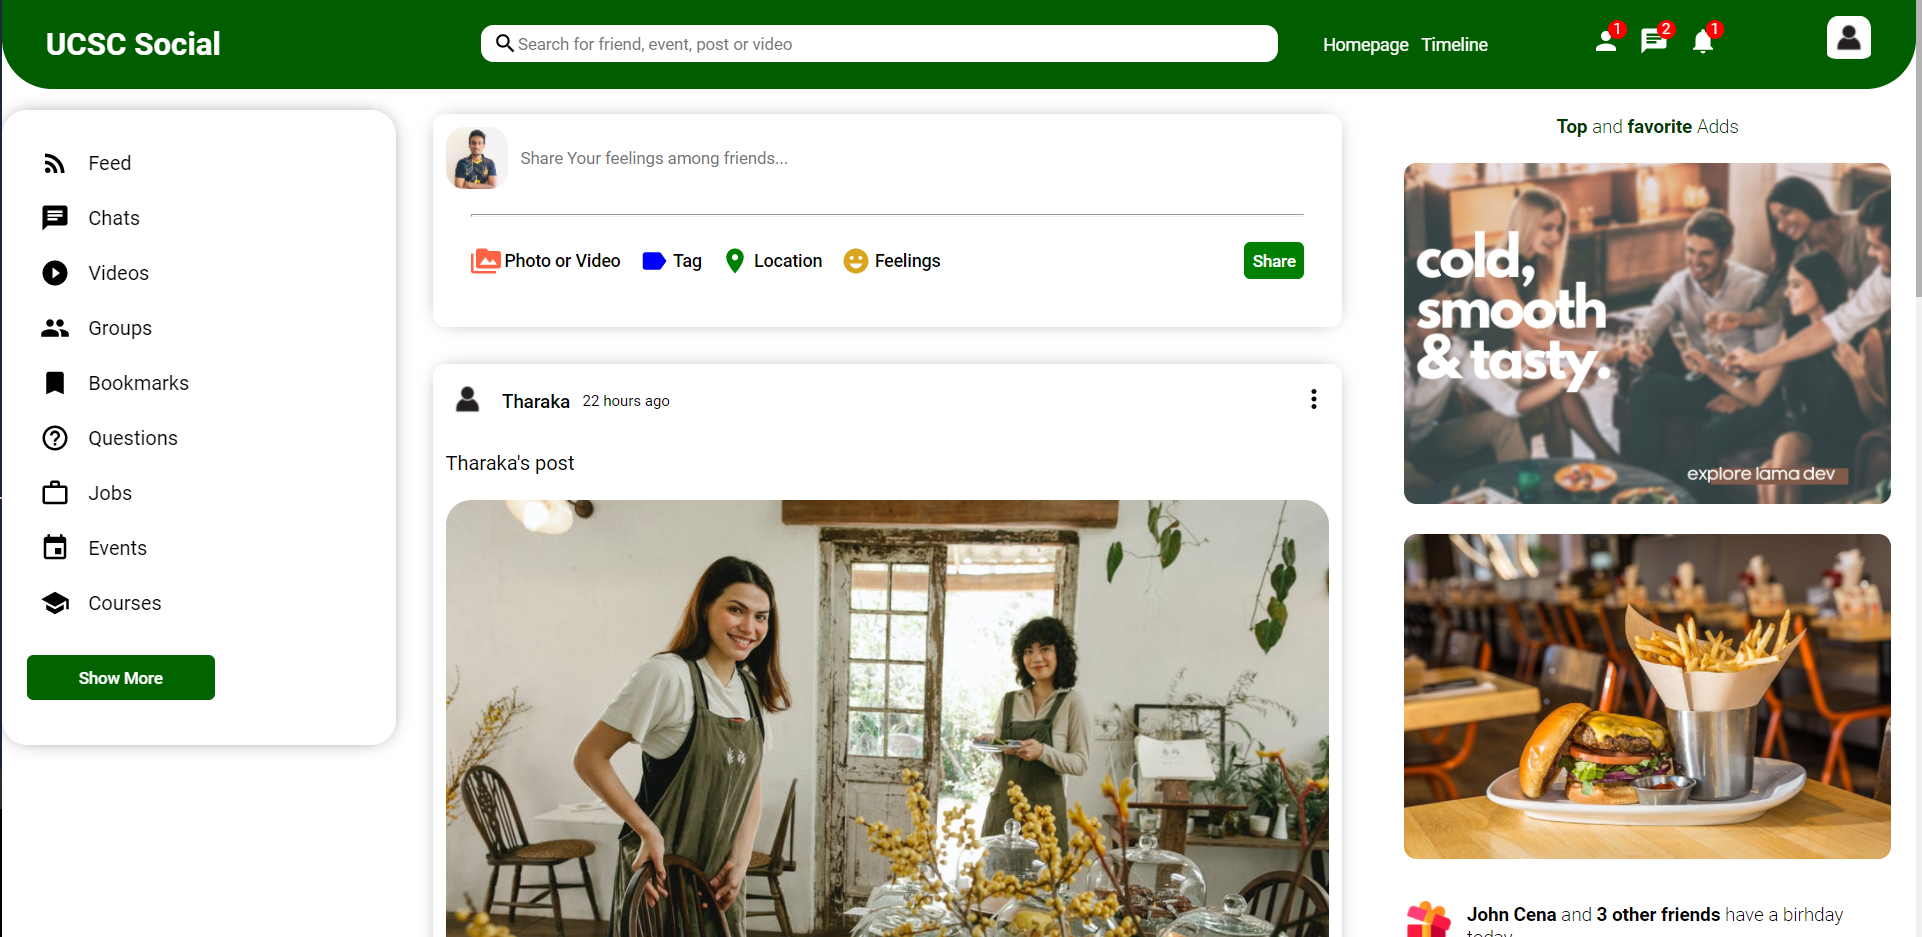 UCSC Social
Search for friend, event, post or video
Homepage Timeline
1
2
1
Feed
Chats
Videos
Groups
Bookmarks
Questions
Jobs
Events
Courses
Show More
Share Your feelings among friends...
Photo or Video
Tag
Location
Feelings
Share
Tharaka 22 hours ago
Tharaka's post
Top and favorite Adds
cold,
smooth
& tasty.
explore lama dev
John Cena and 3 other friends have a birhday
today